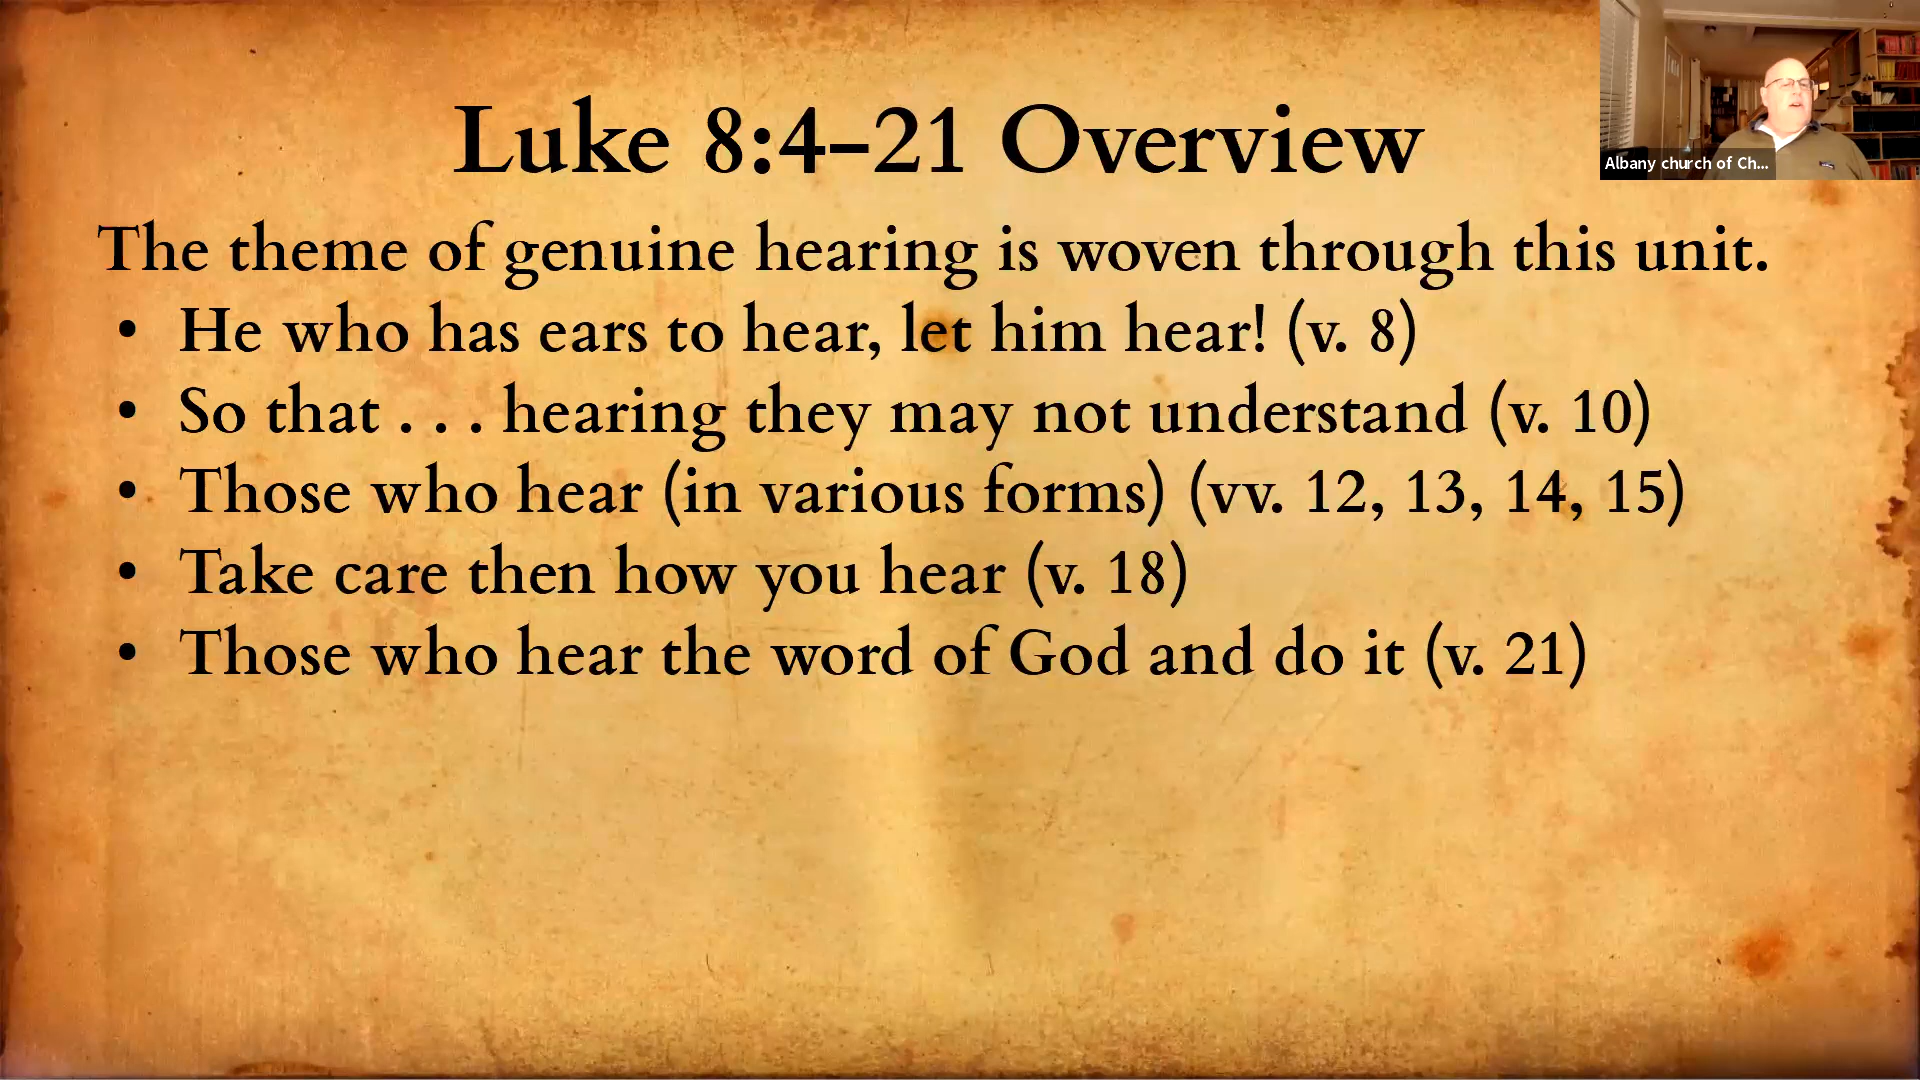 Luke 8:4–21 Overview
Albany church of Ch...
The theme of genuine hearing is woven through this unit.
• He who has ears to hear, let him hear! (v. 8)
• So that . . . hearing they may not understand (v. 10)
• Those who hear (in various forms) (vv. 12, 13, 14, 15)
• Take care then how you hear (v. 18)
• Those who hear the word of God and do it (v. 21)